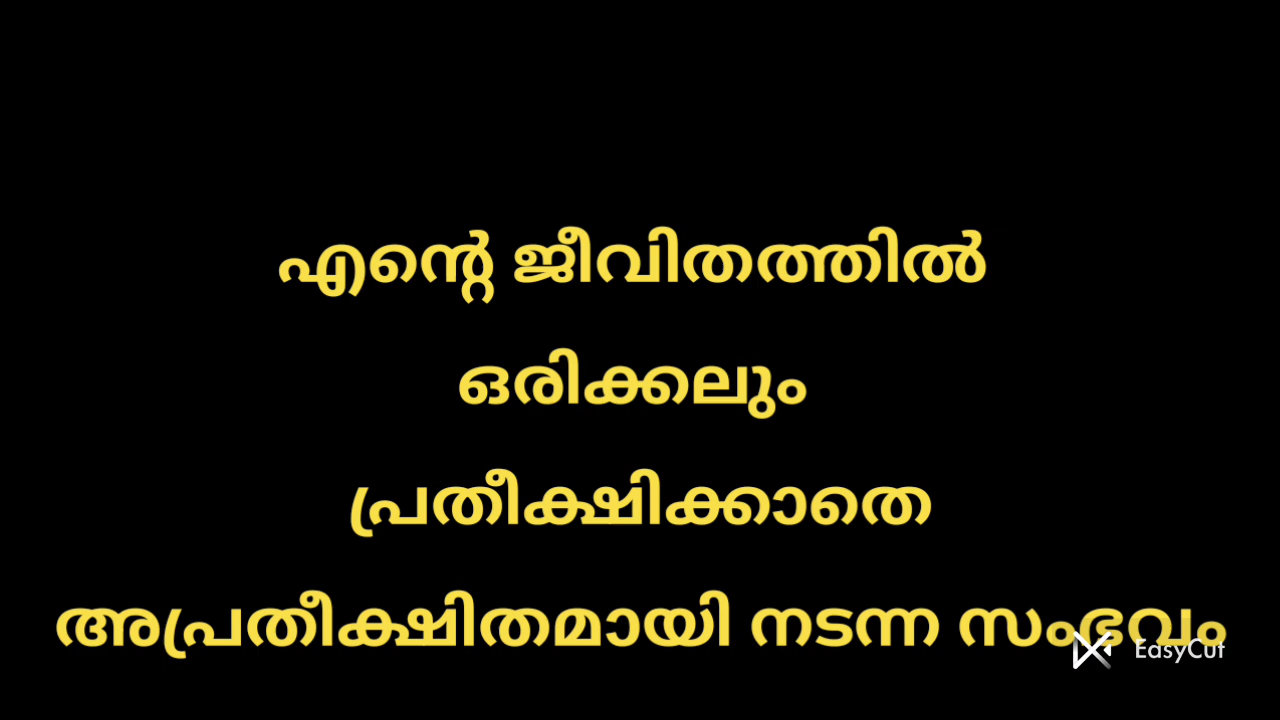 എന്റെ ജീവിതത്തിൽ
ഒരിക്കലും
പ്രതീക്ഷിക്കാതെ
അപ്രതീക്ഷിതമായി നടന്ന സംഭവം
EasyCut